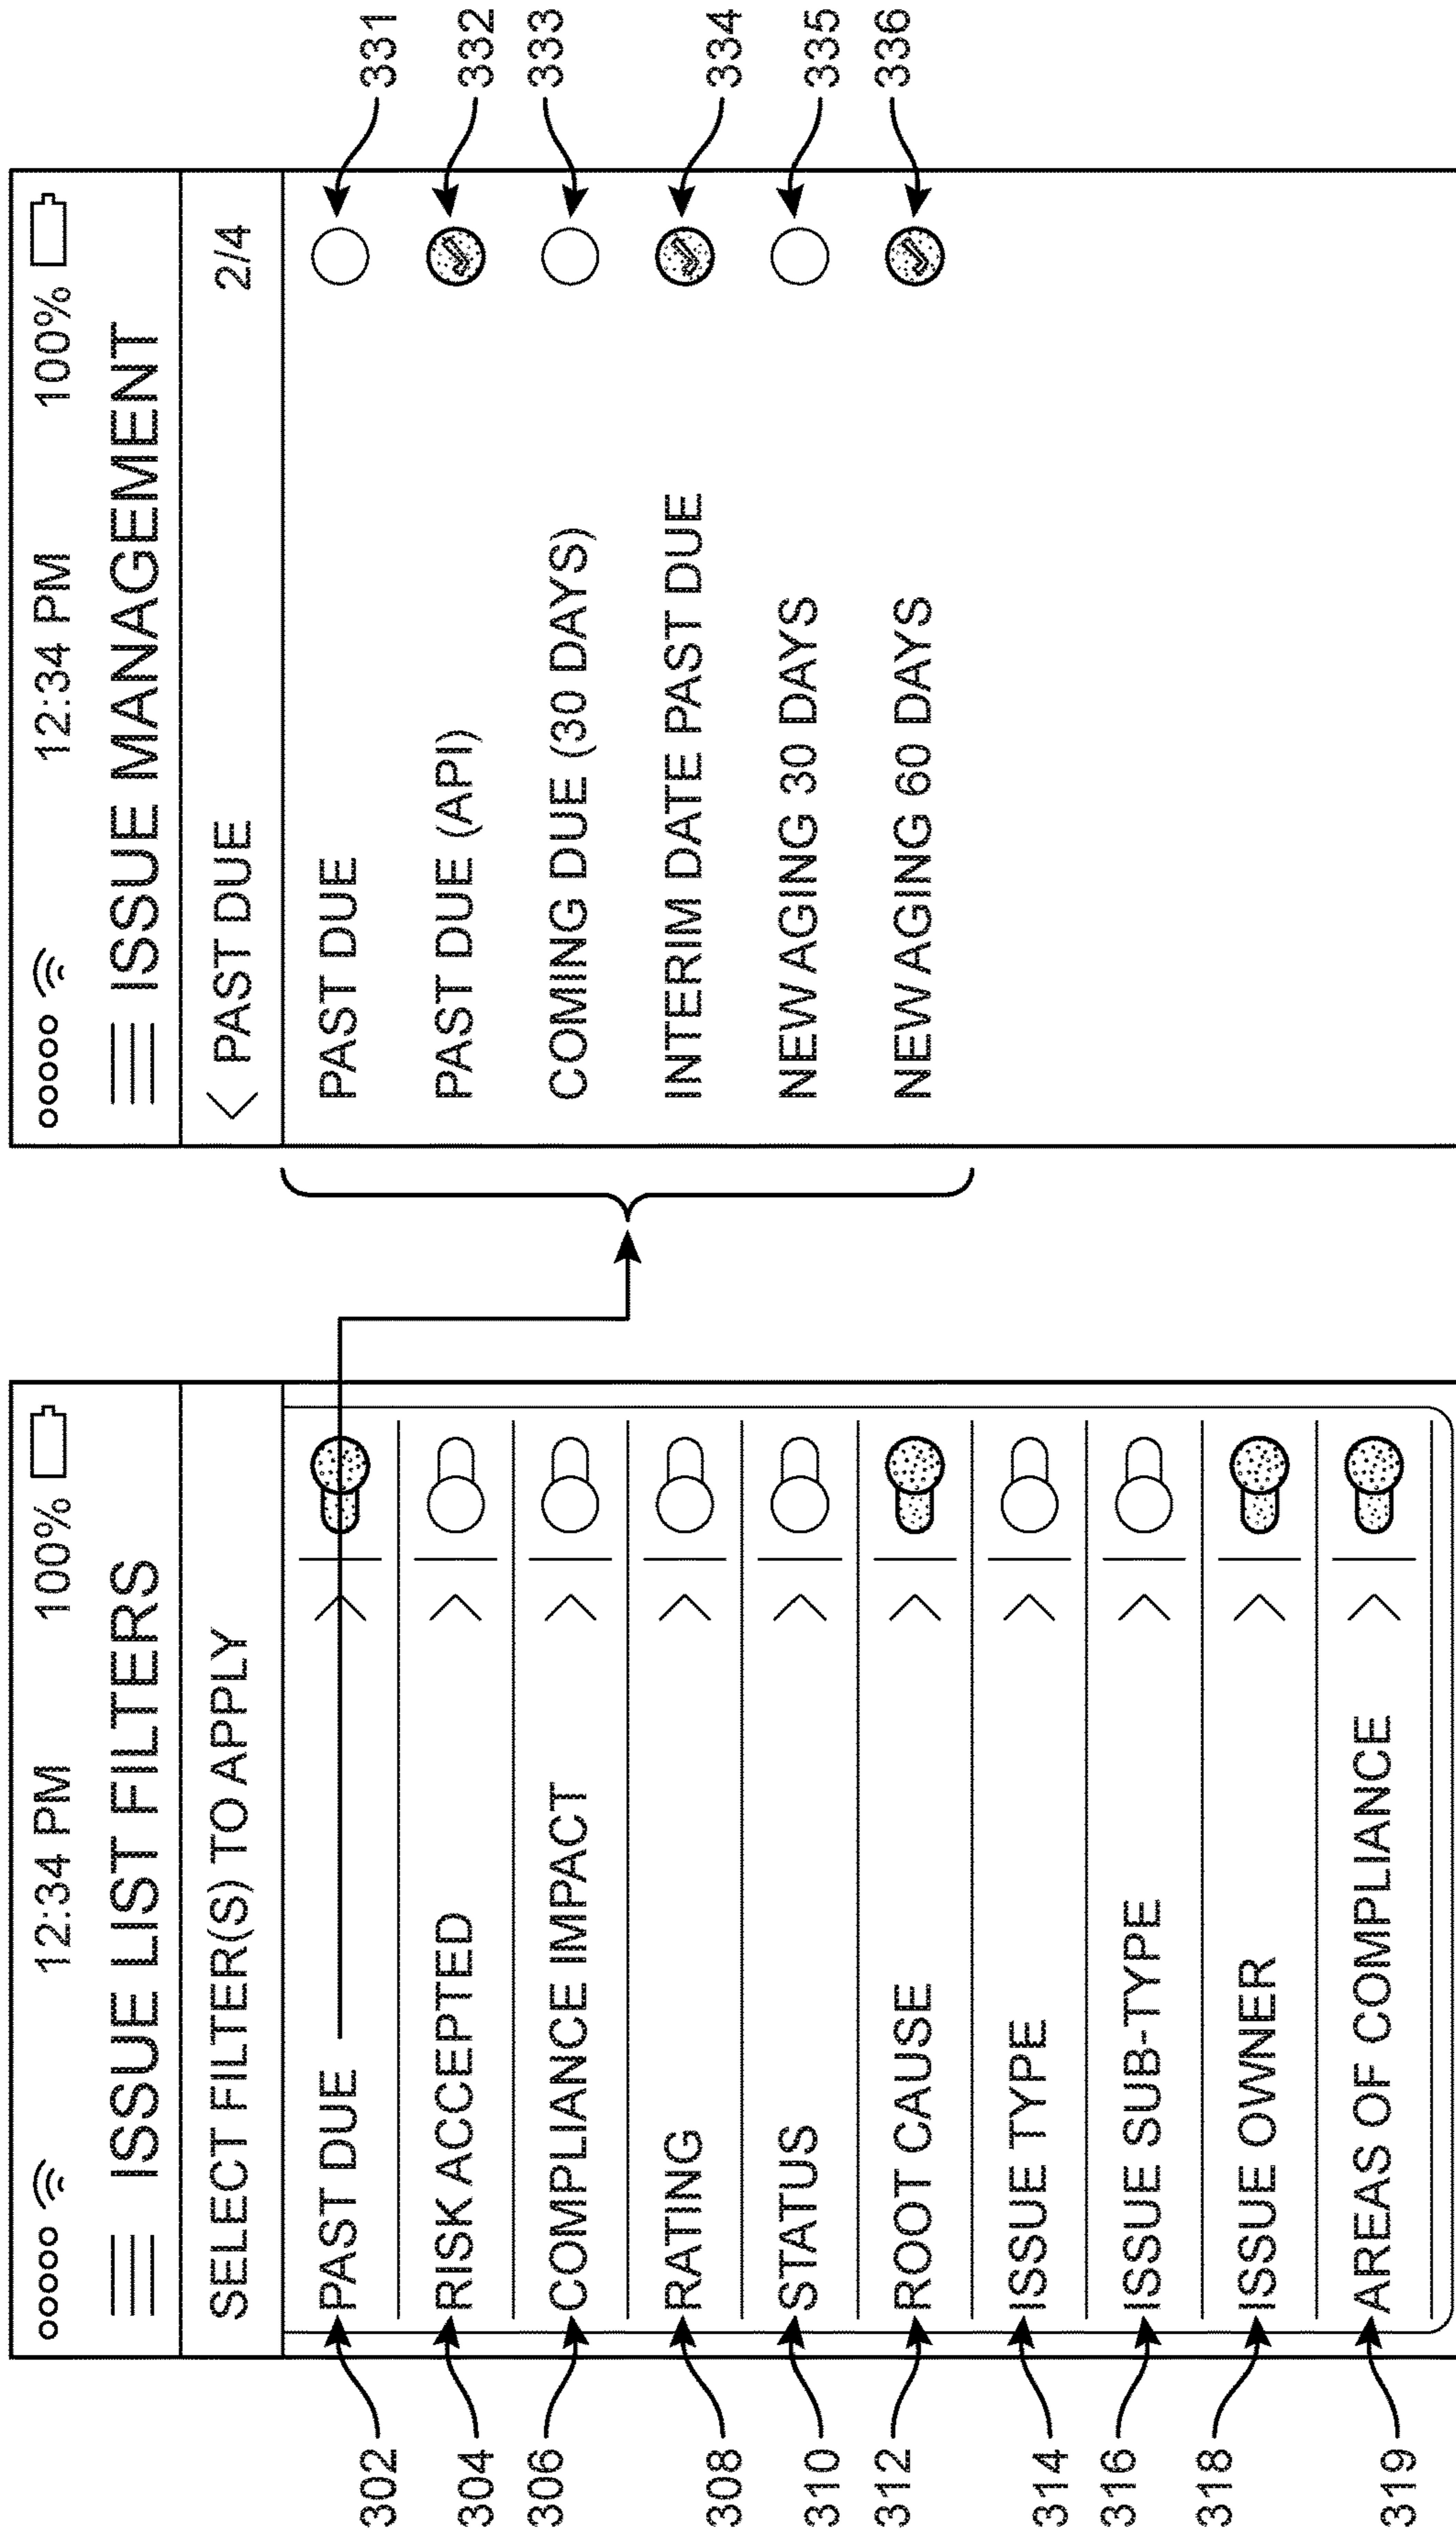 12:34 PM 100%
ISSUE LIST FILTERS
SELECT FILTER(S) TO APPLY
302 PAST DUE
304 RISK ACCEPTED
306 COMPLIANCE IMPACT
308 RATING
310 STATUS
312 ROOT CAUSE
314 ISSUE TYPE
316 ISSUE SUB-TYPE
318 ISSUE OWNER
319 AREAS OF COMPLIANCE
12:34 PM 100%
ISSUE MANAGEMENT
< PAST DUE 2/4
PAST DUE 331
PAST DUE (API) 332
COMING DUE (30 DAYS) 333
INTERIM DATE PAST DUE 334
NEW AGING 30 DAYS 335
NEW AGING 60 DAYS 336